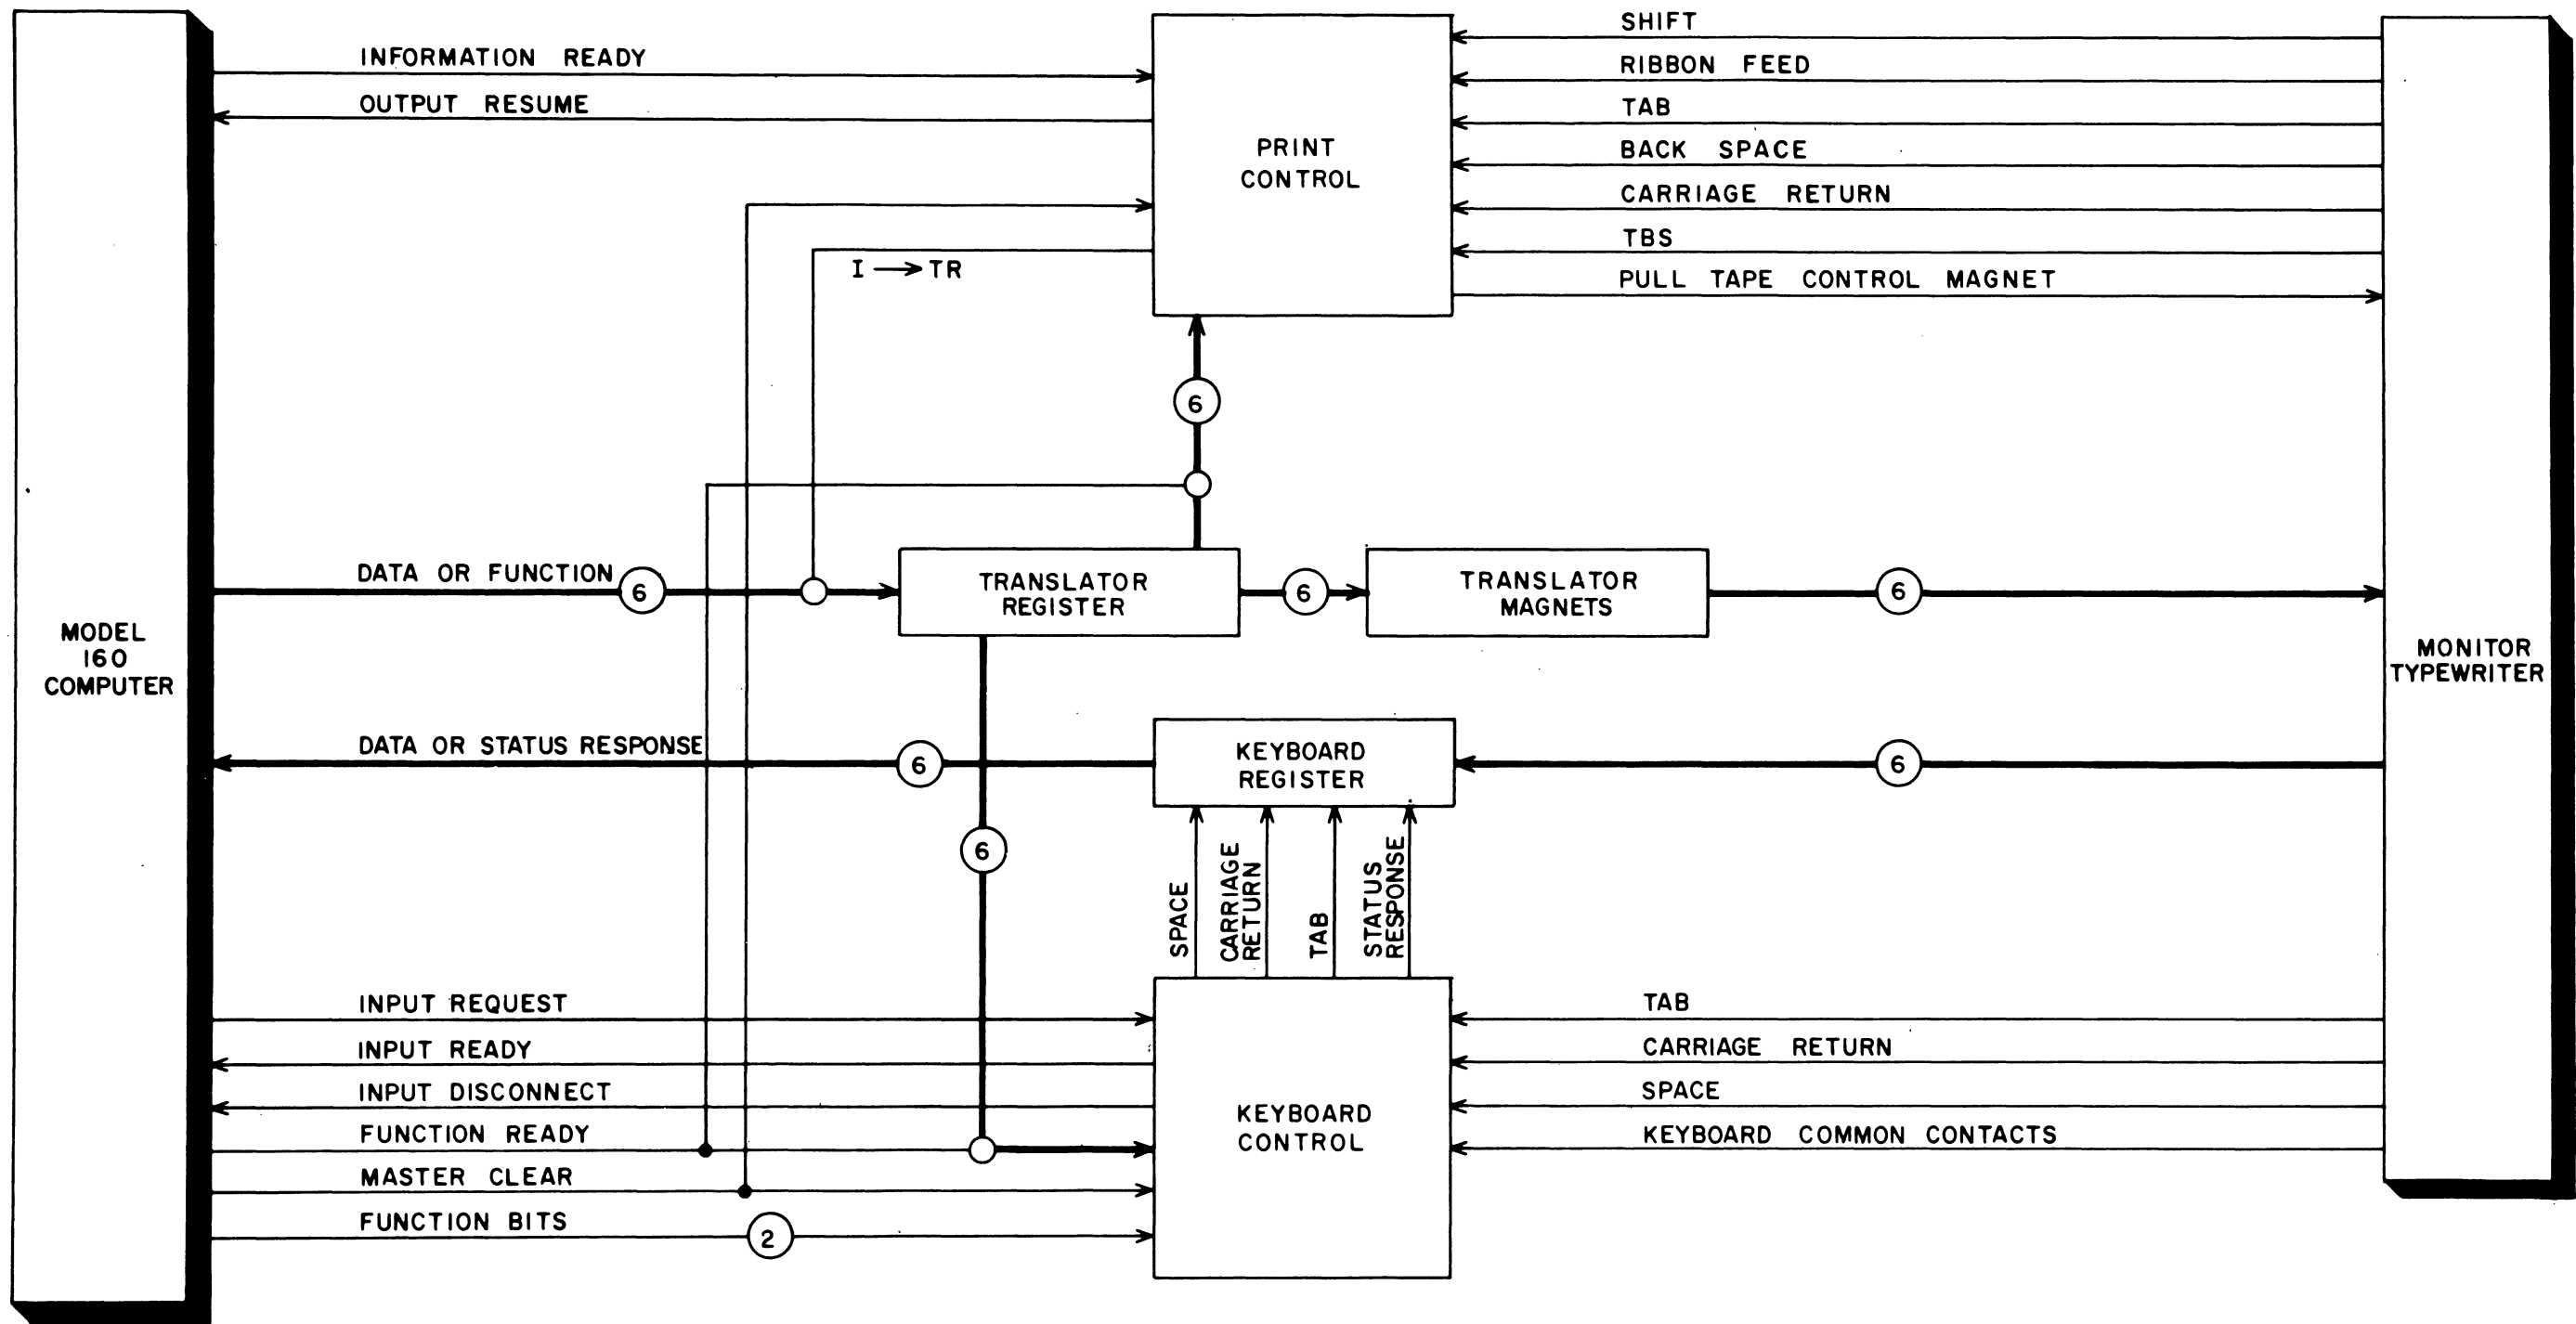 SHIFT
INFORMATION READY
RIBBON FEED
OUTPUT RESUME
TAB
PRINT
CONTROL
BACK SPACE
CARRIAGE RETURN
TBS
I → TR
PULL TAPE CONTROL MAGNET
6
DATA OR FUNCTION
6
TRANSLATOR
REGISTER
6
TRANSLATOR
MAGNETS
6
MODEL
160
COMPUTER
MONITOR
TYPEWRITER
DATA OR STATUS RESPONSE
6
KEYBOARD
REGISTER
6
6
SPACE
CARRIAGE
RETURN
TAB
STATUS
RESPONSE
INPUT REQUEST
TAB
INPUT READY
CARRIAGE RETURN
INPUT DISCONNECT
SPACE
KEYBOARD
CONTROL
FUNCTION READY
KEYBOARD COMMON CONTACTS
MASTER CLEAR
FUNCTION BITS
2